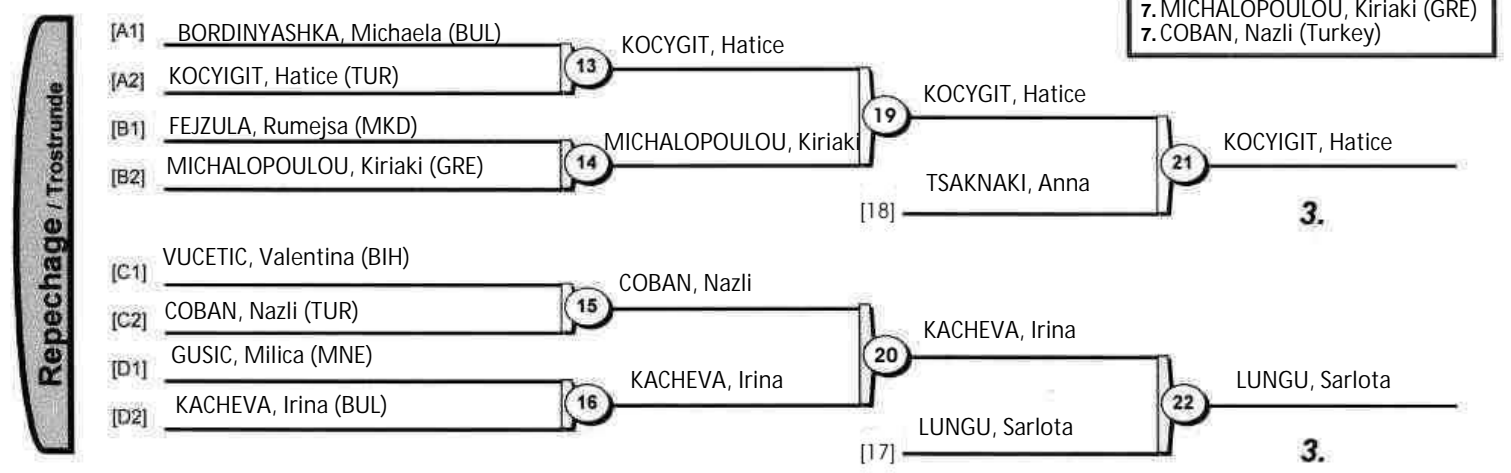 7. MICHALOPOULOU, Kiriaki (GRE)
7. COBAN, Nazli (Turkey)
Repechage / Trostrunde
[A1] BORDINYASHKA, Michaela (BUL)
[A2] KOCYIGIT, Hatice (TUR)
13
KOCYGIT, Hatice
[B1] FEJZULA, Rumejsa (MKD)
[B2] MICHALOPOULOU, Kiriaki (GRE)
14
MICHALOPOULOU, Kiriaki
19
KOCYGIT, Hatice
[18] TSAKNAKI, Anna
21
KOCYIGIT, Hatice
3.
[C1] VUCETIC, Valentina (BIH)
[C2] COBAN, Nazli (TUR)
15
COBAN, Nazli
[D1] GUSIC, Milica (MNE)
[D2] KACHEVA, Irina (BUL)
16
KACHEVA, Irina
20
KACHEVA, Irina
[17] LUNGU, Sarlota
22
LUNGU, Sarlota
3.